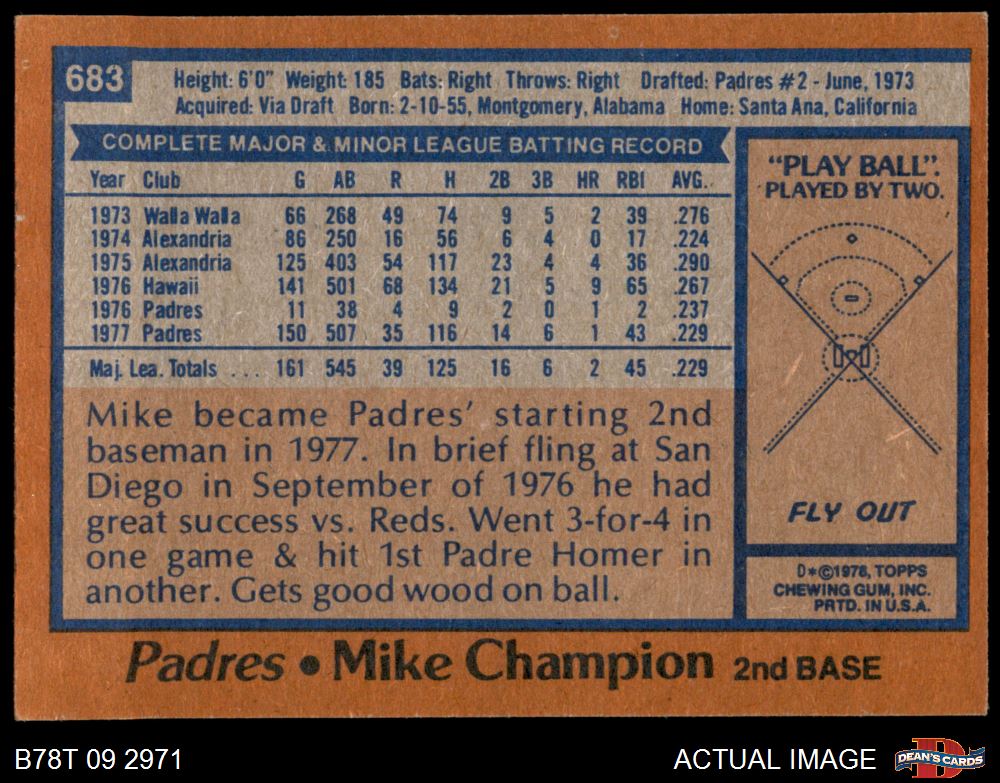 683
Height: 6'0" Weight: 185 Bats: Right Throws: Right Drafted: Padres #2 - June, 1973
Acquired: Via Draft Born: 2-10-55, Montgomery, Alabama Home: Santa Ana, California
COMPLETE MAJOR & MINOR LEAGUE BATTING RECORD
Year Club G AB R H 2B 3B HR RBI AVG.
1973 Walla Walla 66 268 49 74 9 5 2 39 .276
1974 Alexandria 86 250 16 56 6 4 0 17 .224
1975 Alexandria 125 403 54 117 23 4 4 36 .290
1976 Hawaii 141 501 68 134 21 5 9 65 .267
1976 Padres 11 38 4 9 2 0 1 2 .237
1977 Padres 150 507 35 116 14 6 1 43 .229
Maj. Lea. Totals ... 161 545 39 125 16 6 2 45 .229
Mike became Padres' starting 2nd
baseman in 1977. In brief fling at San
Diego in September of 1976 he had
great success vs. Reds. Went 3-for-4 in
one game & hit 1st Padre Homer in
another. Gets good wood on ball.
"PLAY BALL".
PLAYED BY TWO.
FLY OUT
D*©1978, TOPPS
CHEWING GUM, INC.
PRTD. IN U.S.A.
Padres • Mike Champion 2nd BASE
B78T 09 2971
ACTUAL IMAGE
D
DEAN'S CARDS